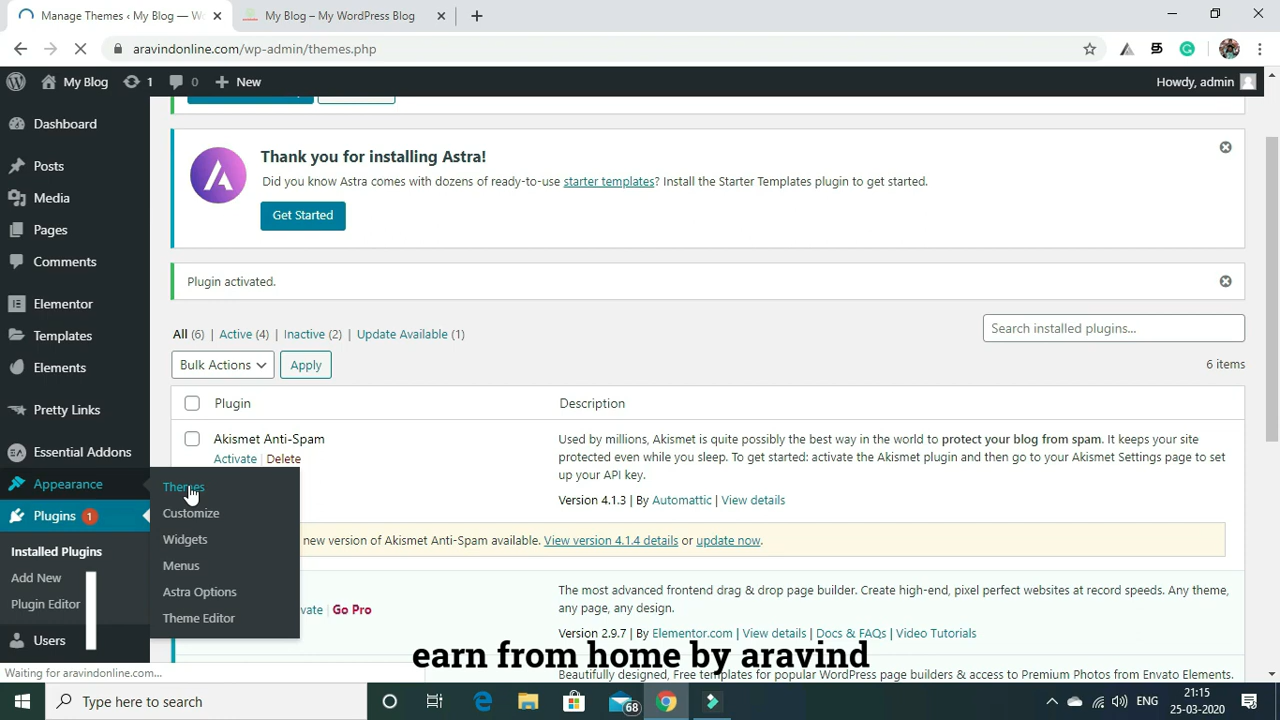 Manage Themes ‹ My Blog — W
My Blog – My WordPress Blog
aravindonline.com/wp-admin/themes.php
My Blog
1
0
New
Howdy, admin
Dashboard
Posts
Media
Pages
Comments
Elementor
Templates
Elements
Pretty Links
Essential Addons
Appearance
Plugins 1
Installed Plugins
Add New
Plugin Editor
Users
Themes
Customize
Widgets
Menus
Astra Options
Theme Editor
Thank you for installing Astra!
Did you know Astra comes with dozens of ready-to-use starter templates? Install the Starter Templates plugin to get started.
Get Started
Plugin activated.
All (6) | Active (4) | Inactive (2) | Update Available (1)
Search installed plugins...
Bulk Actions
Apply
6 items
Plugin
Description
Akismet Anti-Spam
Activate | Delete
Used by millions, Akismet is quite possibly the best way in the world to protect your blog from spam. It keeps your site
protected even while you sleep. To get started: activate the Akismet plugin and then go to your Akismet Settings page to set
up your API key.
Version 4.1.3 | By Automattic | View details
new version of Akismet Anti-Spam available. View version 4.1.4 details or update now.
vate | Go Pro
The most advanced frontend drag & drop page builder. Create high-end, pixel perfect websites at record speeds. Any theme,
any page, any design.
Version 2.9.7 | By Elementor.com | View details | Docs & FAQs | Video Tutorials
Beautifully designed, Free templates for popular WordPress page builders & access to Premium Photos from Envato Elements.
earn from home by aravind
Waiting for aravindonline.com...
Type here to search
68
ENG
21:15
25-03-2020